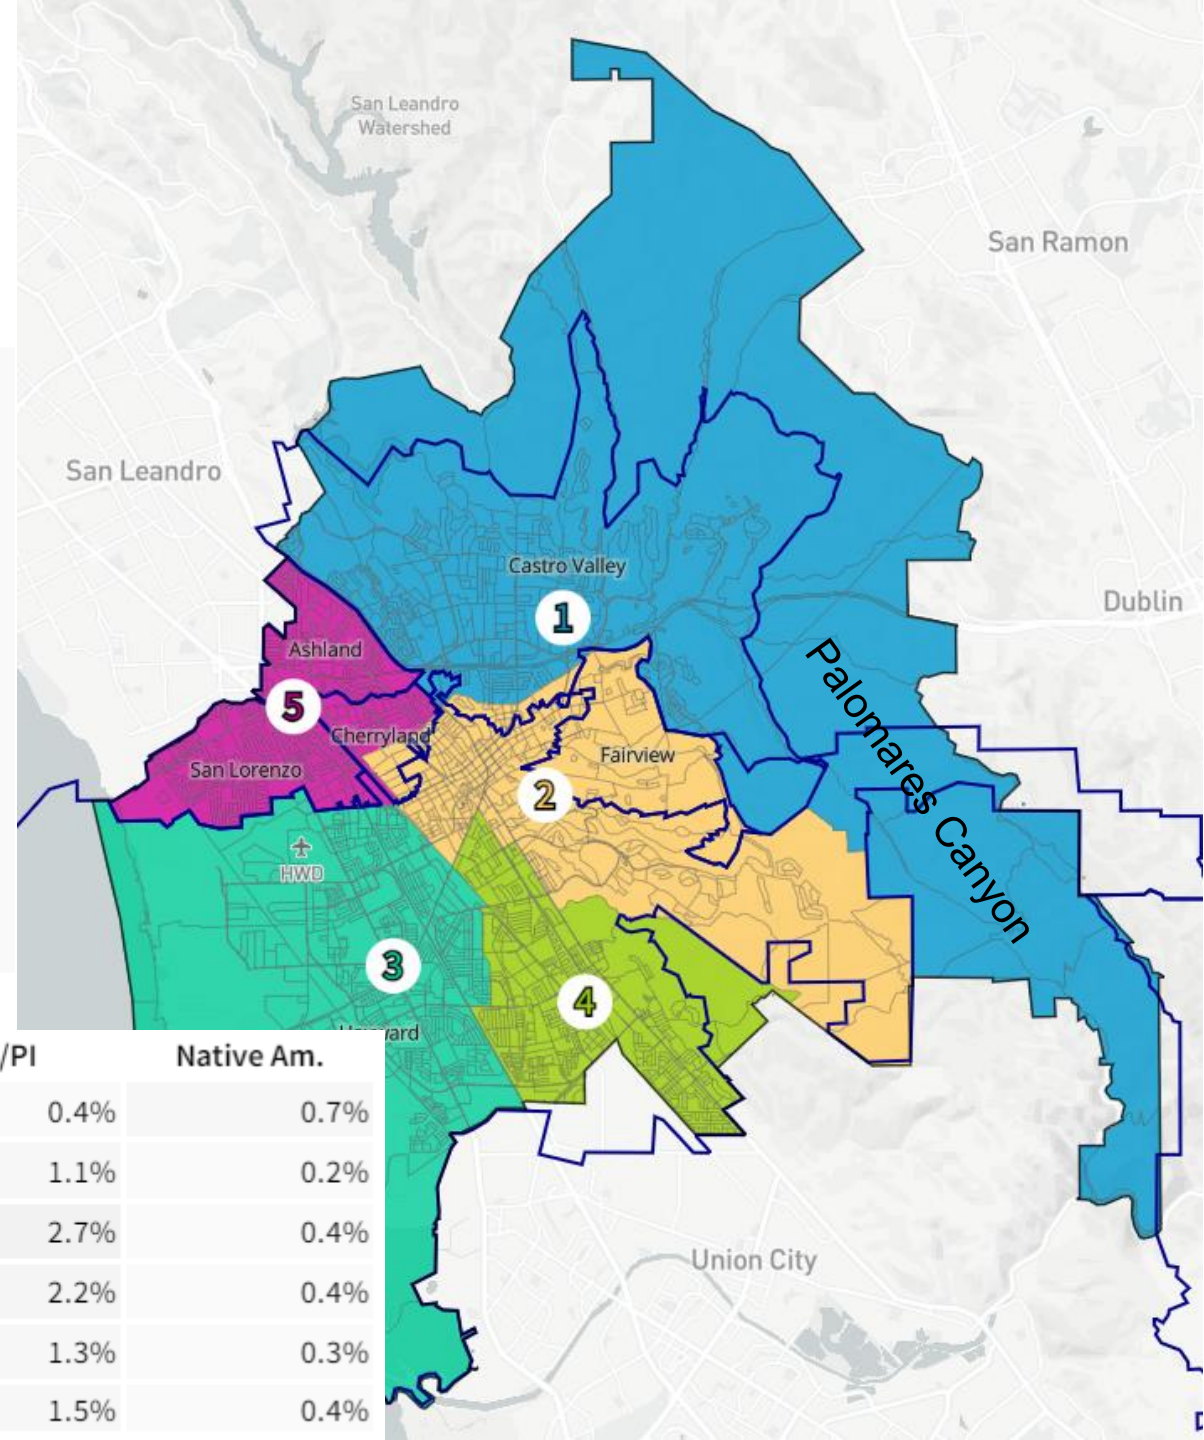 San Leandro
Watershed
San Ramon
San Leandro
Castro Valley
1
Dublin
Ashland
Palomares Canyon
5
Cherryland
Fairview
San Lorenzo
2
HWD
3
4
Hayward
/PI Native Am.
0.4% 0.7%
1.1% 0.2%
2.7% 0.4%
2.2% 0.4%
1.3% 0.3%
1.5% 0.4%
Union City